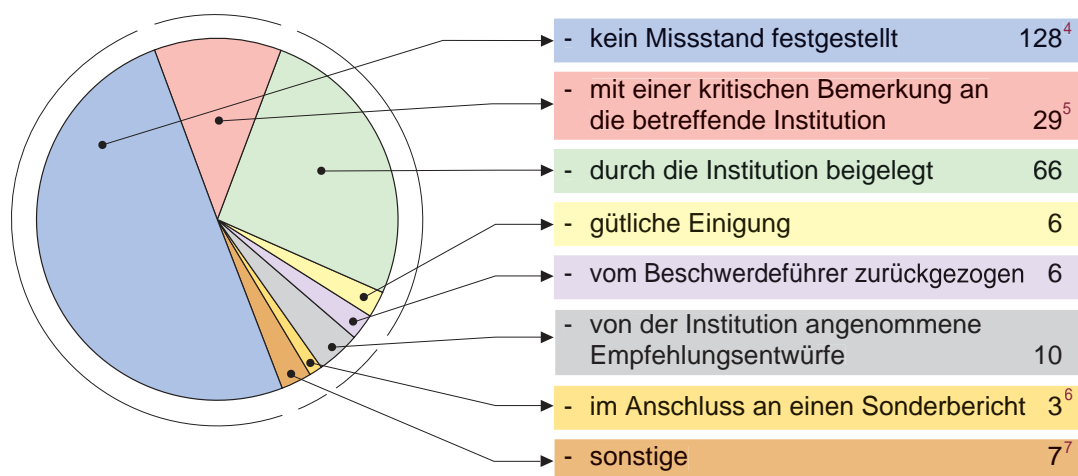 - kein Missstand festgestellt 128⁴
- mit einer kritischen Bemerkung an
die betreffende Institution 29⁵
- durch die Institution beigelegt 66
- gütliche Einigung 6
- vom Beschwerdeführer zurückgezogen 6
- von der Institution angenommene
Empfehlungsentwürfe 10
- im Anschluss an einen Sonderbericht 3⁶
- sonstige 7⁷